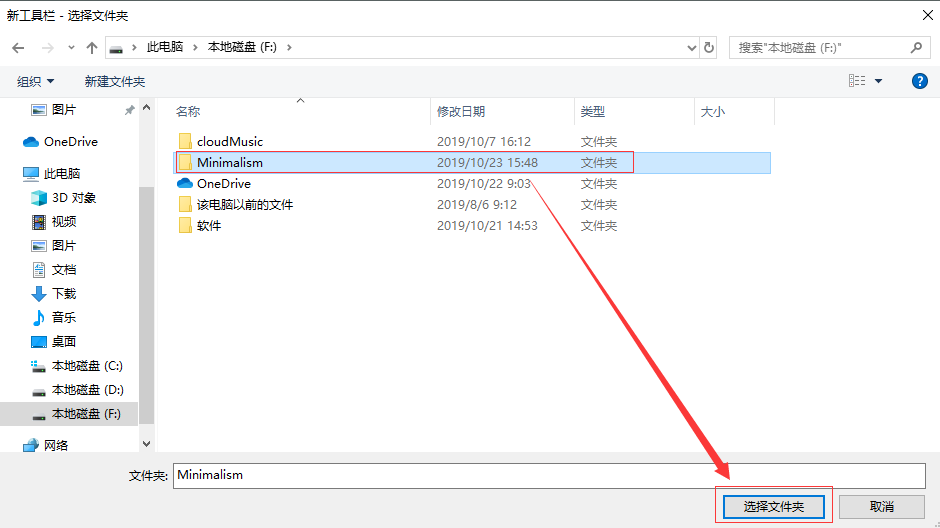 新工具栏 - 选择文件夹
此电脑 本地磁盘 (F:) 搜索"本地磁盘 (F:)"
组织 新建文件夹
名称 修改日期 类型 大小
图片
OneDrive
此电脑
3D 对象
视频
图片
文档
下载
音乐
桌面
本地磁盘 (C:)
本地磁盘 (D:)
本地磁盘 (F:)
网络
cloudMusic 2019/10/7 16:12 文件夹
Minimalism 2019/10/23 15:48 文件夹
OneDrive 2019/10/22 9:03 文件夹
该电脑以前的文件 2019/8/6 9:12 文件夹
软件 2019/10/21 14:53 文件夹
文件夹: Minimalism
选择文件夹 取消